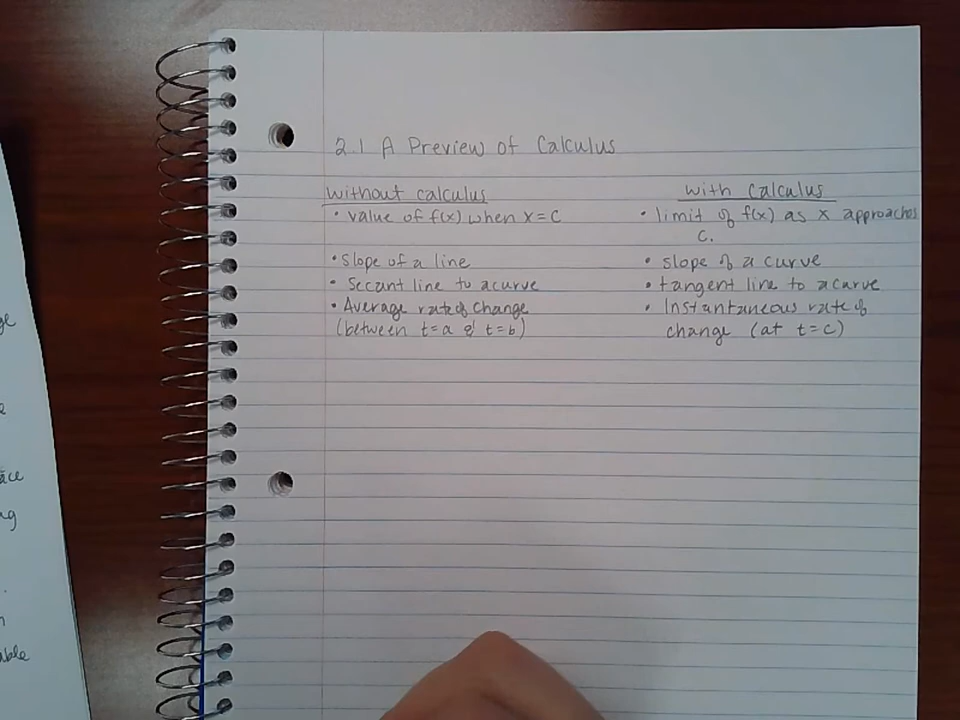 2.1 A Preview of Calculus
without calculus
• value of f(x) when x = c
• Slope of a line
• Secant line to a curve
• Average rate of change
(between t=a & t=b)
with Calculus
• limit of f(x) as x approaches
c.
• slope of a curve
• tangent line to a curve
• Instantaneous rate of
change (at t=c)